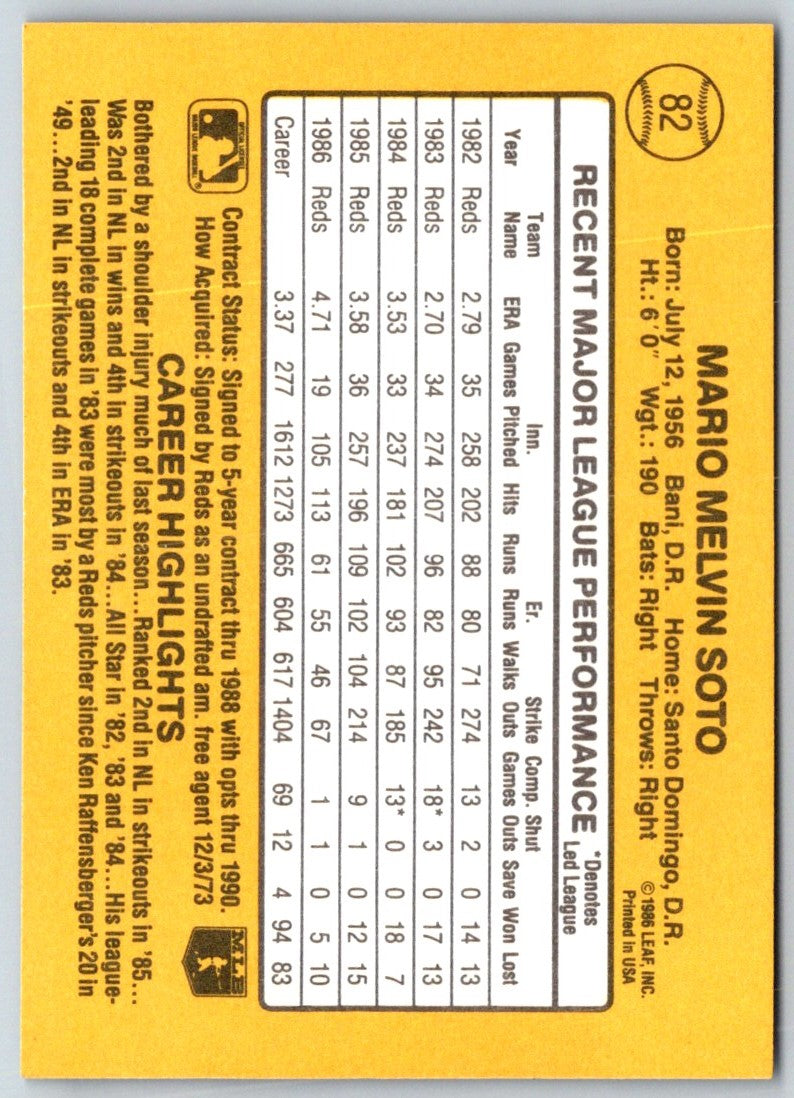 82
MARIO MELVIN SOTO
Born: July 12, 1956 Bani, D.R. Home: Santo Domingo, D.R.
Ht.: 6'0" Wgt.: 190 Bats: Right Throws: Right
©1986 LEAF, INC.
Printed in USA
RECENT MAJOR LEAGUE PERFORMANCE *Denotes Led League
Team Inn. Er. Strike Comp. Shut
Year Name ERA Games Pitched Hits Runs Runs Walks Outs Games Outs Save Won Lost
1982 Reds 2.79 35 258 202 88 80 71 274 13 2 0 14 13
1983 Reds 2.70 34 274 207 96 82 95 242 18* 3 0 17 13
1984 Reds 3.53 33 237 181 102 93 87 185 13* 0 0 18 7
1985 Reds 3.58 36 257 196 109 102 104 214 9 1 0 12 15
1986 Reds 4.71 19 105 113 61 55 46 67 1 1 0 5 10
Career 3.37 277 1612 1273 665 604 617 1404 69 12 4 94 83
Contract Status: Signed to 5-year contract thru 1988 with opts thru 1990.
How Acquired: Signed by Reds as an undrafted am. free agent 12/3/73
CAREER HIGHLIGHTS
Bothered by a shoulder injury much of last season...Ranked 2nd in NL in strikeouts in '85...
Was 2nd in NL in wins and 4th in strikeouts in '84...All Star in '82, '83 and '84...His league-
leading 18 complete games in '83 were most by a Reds pitcher since Ken Raffensberger's 20 in
'49...2nd in NL in strikeouts and 4th in ERA in '83.